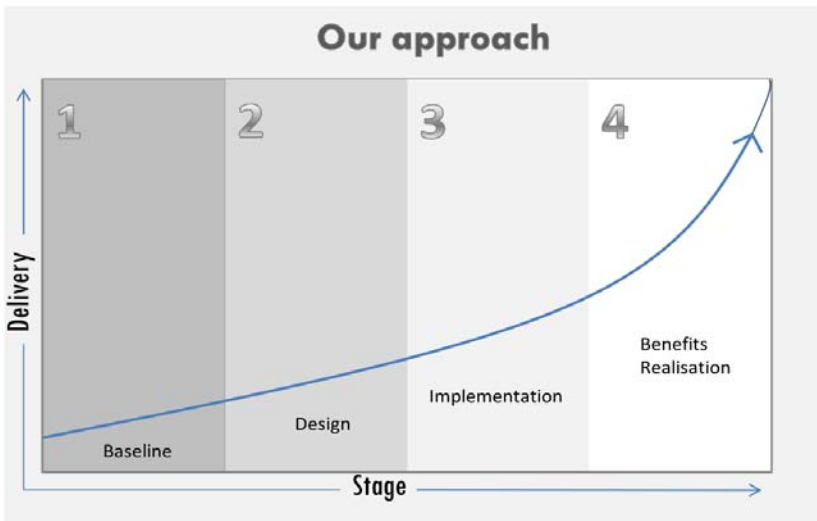 Our approach
1
2
3
4
Delivery
Benefits
Realisation
Implementation
Design
Baseline
Stage